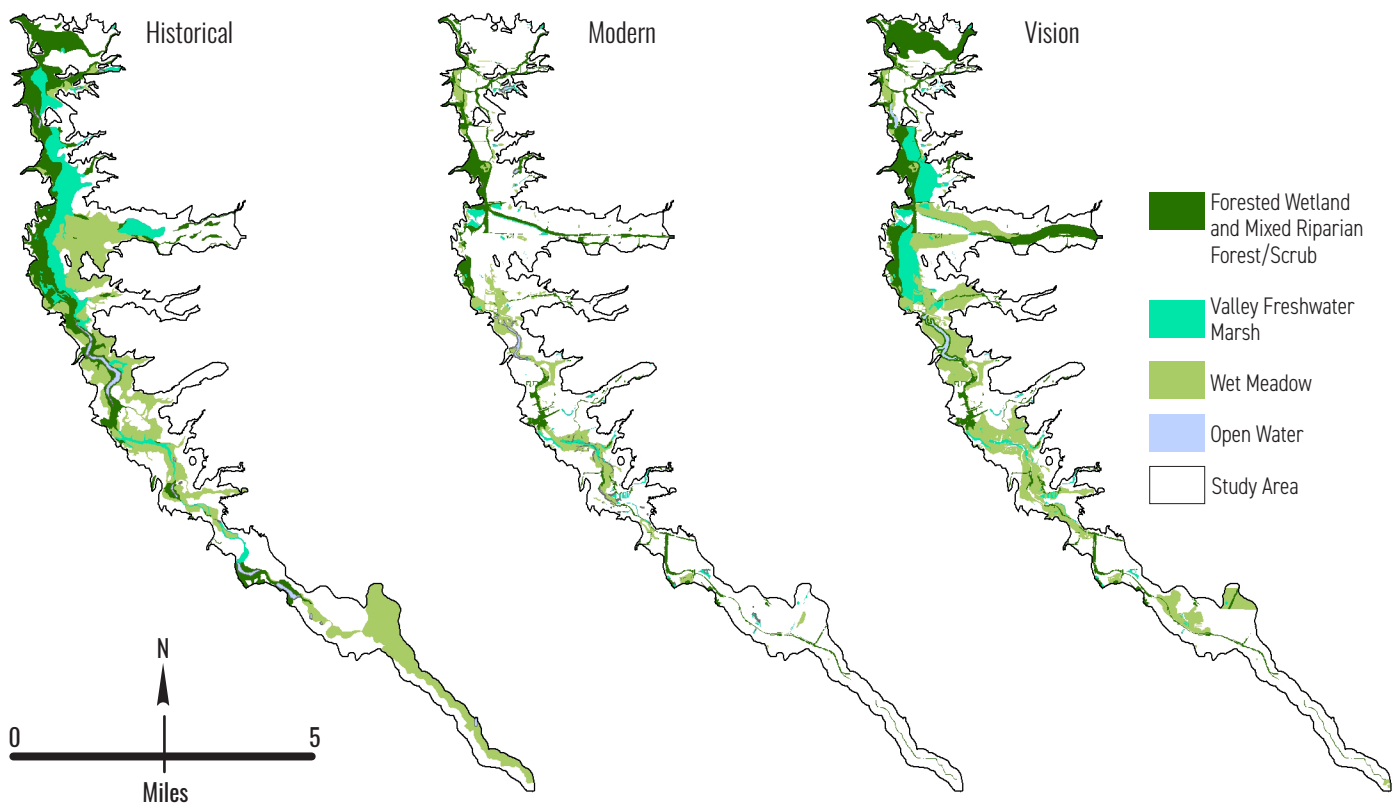 Historical
Modern
Vision
Forested Wetland
and Mixed Riparian
Forest/Scrub
Valley Freshwater
Marsh
Wet Meadow
Open Water
Study Area
N
0
5
Miles